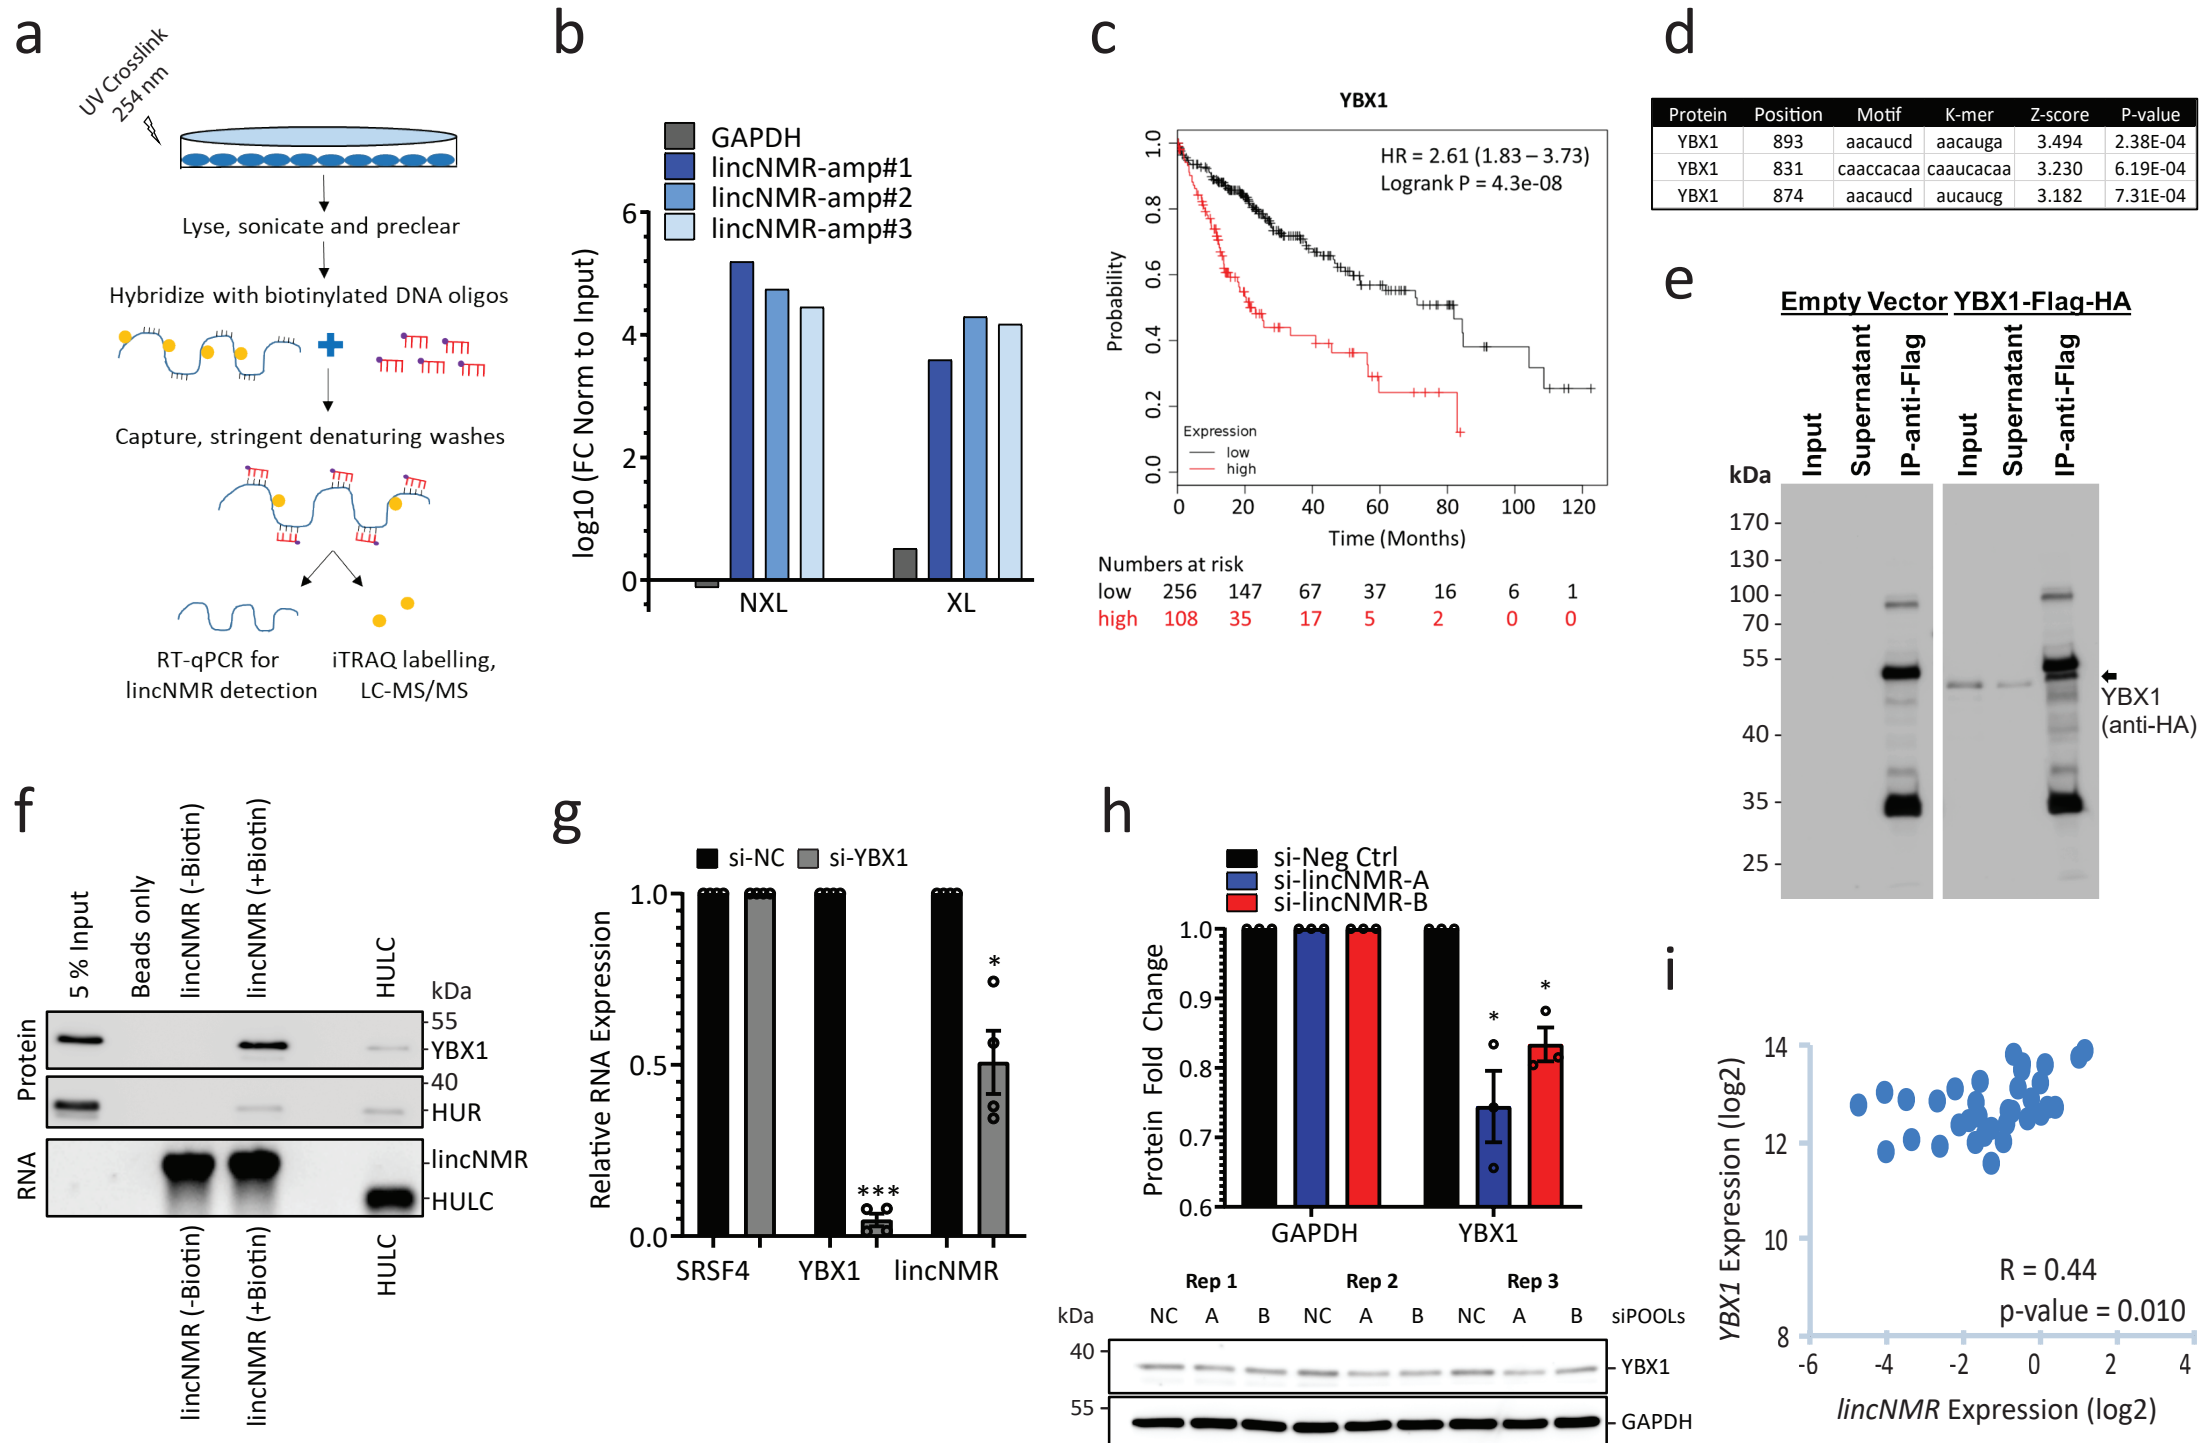 a
UV Crosslink
254 nm
Lyse, sonicate and preclear
Hybridize with biotinylated DNA oligos
Capture, stringent denaturing washes
RT-qPCR for
lincNMR detection
iTRAQ labelling,
LC-MS/MS
b
GAPDH
lincNMR-amp#1
lincNMR-amp#2
lincNMR-amp#3
log10 (FC Norm to Input)
6
4
2
0
NXL XL
c
YBX1
HR = 2.61 (1.83 – 3.73)
Logrank P = 4.3e-08
Probability
1.0
0.8
0.6
0.4
0.2
0.0
Expression
low
high
0 20 40 60 80 100 120
Time (Months)
Numbers at risk
low 256 147 67 37 16 6 1
high 108 35 17 5 2 0 0
d
Protein Position Motif K-mer Z-score P-value
YBX1 893 aacaucd aacauga 3.494 2.38E-04
YBX1 831 caaccacaa caaucacaa 3.230 6.19E-04
YBX1 874 aacaucd aucaucg 3.182 7.31E-04
e
Empty Vector YBX1-Flag-HA
Input
Supernatant
IP-anti-Flag
Input
Supernatant
IP-anti-Flag
kDa
170
130
100
70
55
40
35
25
YBX1
(anti-HA)
f
5 % Input
Beads only
lincNMR (-Biotin)
lincNMR (+Biotin)
HULC
kDa
Protein
55
YBX1
40
HUR
RNA
lincNMR
HULC
lincNMR (-Biotin)
lincNMR (+Biotin)
HULC
g
si-NC si-YBX1
Relative RNA Expression
1.0
0.5
0.0
***
*
SRSF4 YBX1 lincNMR
h
si-Neg Ctrl
si-lincNMR-A
si-lincNMR-B
Protein Fold Change
1.0
0.9
0.8
0.7
0.6
*
*
GAPDH YBX1
Rep 1 Rep 2 Rep 3
kDa NC A B NC A B NC A B siPOOLs
40
YBX1
55
GAPDH
i
YBX1 Expression (log2)
14
12
10
8
R = 0.44
p-value = 0.010
-6 -4 -2 0 2 4
lincNMR Expression (log2)